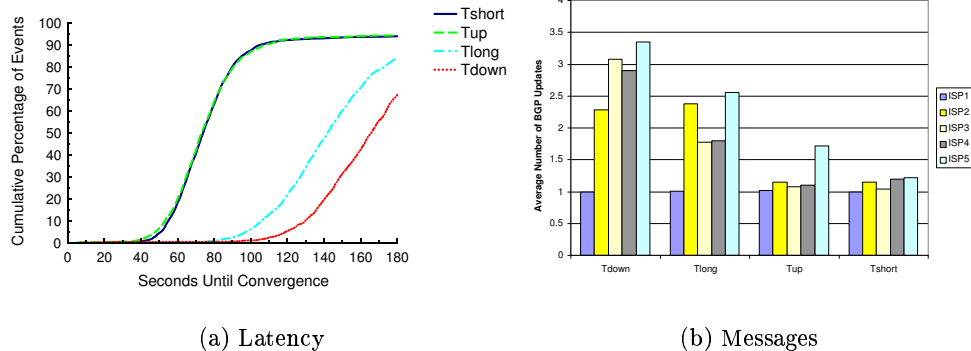 Cumulative Percentage of Events
100
90
80
70
60
50
40
30
20
10
0
0 20 40 60 80 100 120 140 160 180
Seconds Until Convergence
Tshort
Tup
Tlong
Tdown
(a) Latency
Average Number of BGP Updates
4
3.5
3
2.5
2
1.5
1
0.5
0
Tdown Tlong Tup Tshort
ISP1
ISP2
ISP3
ISP4
ISP5
(b) Messages